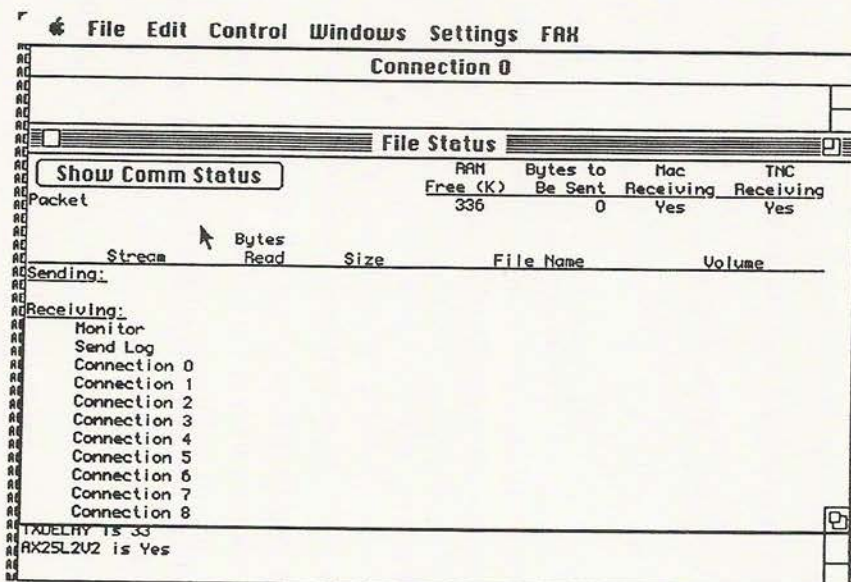 File Edit Control Windows Settings FAX
Connection 0
File Status
Show Comm Status
RAM Bytes to Mac TNC
Free (K) Be Sent Receiving Receiving
Packet
336 0 Yes Yes
Bytes
Stream Read Size File Name Volume
Sending:
Receiving:
Monitor
Send Log
Connection 0
Connection 1
Connection 2
Connection 3
Connection 4
Connection 5
Connection 6
Connection 7
Connection 8
TXDELAY is 33
AX25L2V2 is Yes